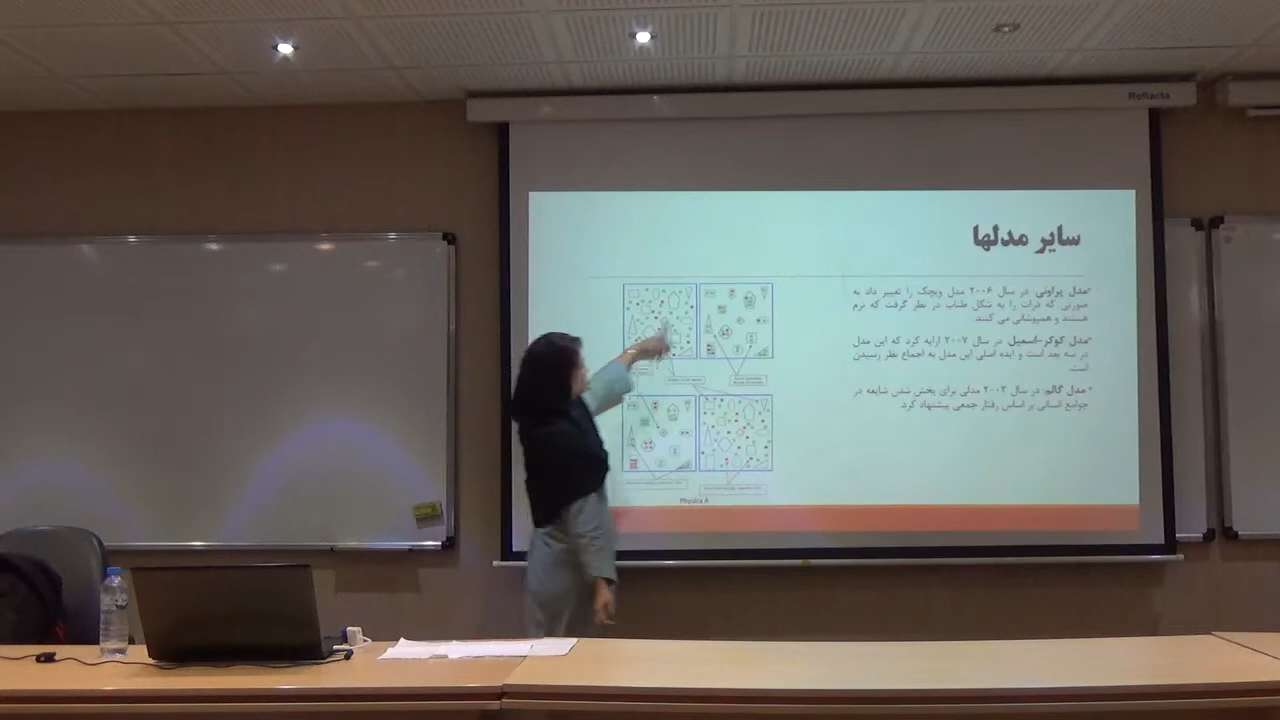 Reflecta
سایر مدلها
•مدل پراونی در سال ۲۰۰۶ مدل ویچک را تغییر داد به
صورتی که ذرات را به شکل طناب در نظر گرفت که نرم
هستند و همپوشانی می کنند.
•مدل کوکر-اسمیل در سال ۲۰۰۷ ارایه کرد که این مدل
در سه بعد است و ایده اصلی این مدل به اجماع نظر رسیدن
است.
• مدل گالم: در سال ۲۰۰۳ مدلی برای پخش شدن شایعه در
جوامع انسانی بر اساس رفتار جمعی پیشنهاد کرد.
Physica A